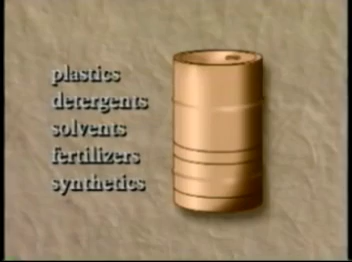 plastics
detergents
solvents
fertilizers
synthetics